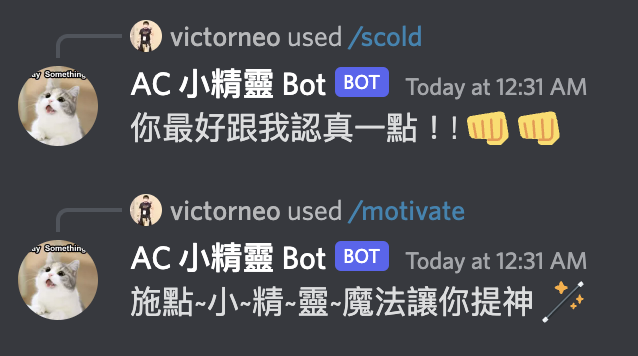 victorneo used /scold
ay Something
AC 小精靈 Bot BOT Today at 12:31 AM
你最好跟我認真一點！！👊👊
victorneo used /motivate
ay Something
AC 小精靈 Bot BOT Today at 12:31 AM
施點~小~精~靈~魔法讓你提神 🪄